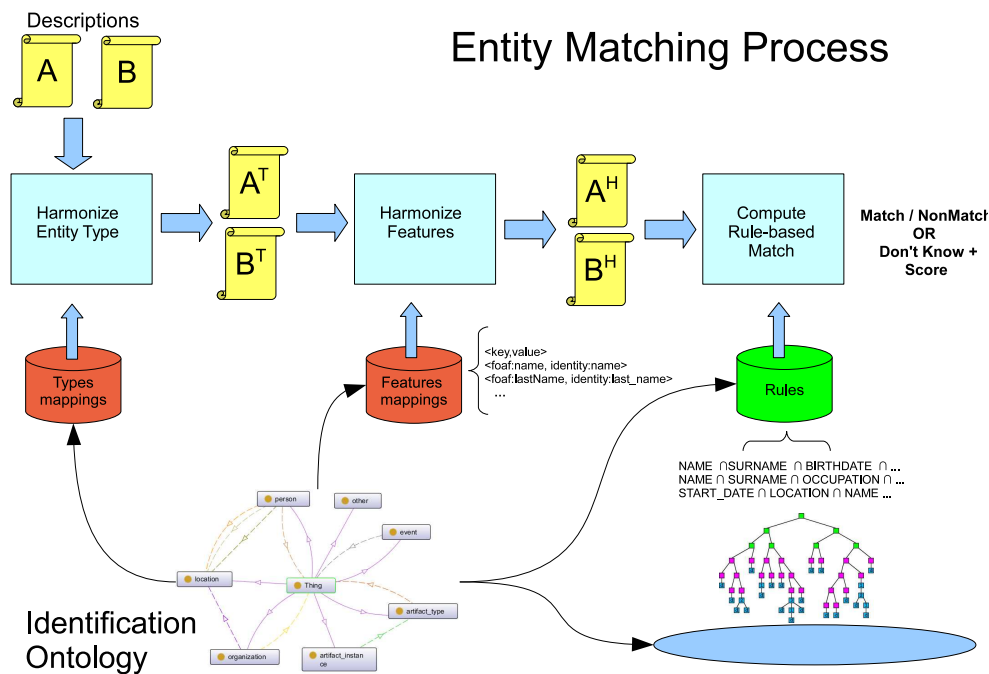 Descriptions
Entity Matching Process
A
B
Harmonize
Entity Type
A^T
B^T
Harmonize
Features
A^H
B^H
Compute
Rule-based
Match
Match / NonMatch
OR
Don't Know +
Score
Types
mappings
Features
mappings
<key,value>
<foaf:name, identity:name>
<foaf:lastName, identity:last_name>
...
Rules
NAME ∩SURNAME ∩ BIRTHDATE ∩ ...
NAME ∩ SURNAME ∩ OCCUPATION ∩ ...
START_DATE ∩ LOCATION ∩ NAME ...
person
other
event
location
Thing
artifact_type
organization
artifact_instan
ce
Identification
Ontology